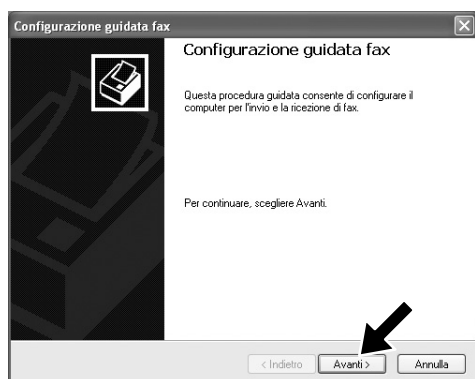 Configurazione guidata fax
Configurazione guidata fax
Questa procedura guidata consente di configurare il
computer per l'invio e la ricezione di fax.
Per continuare, scegliere Avanti.
< Indietro
Avanti >
Annulla